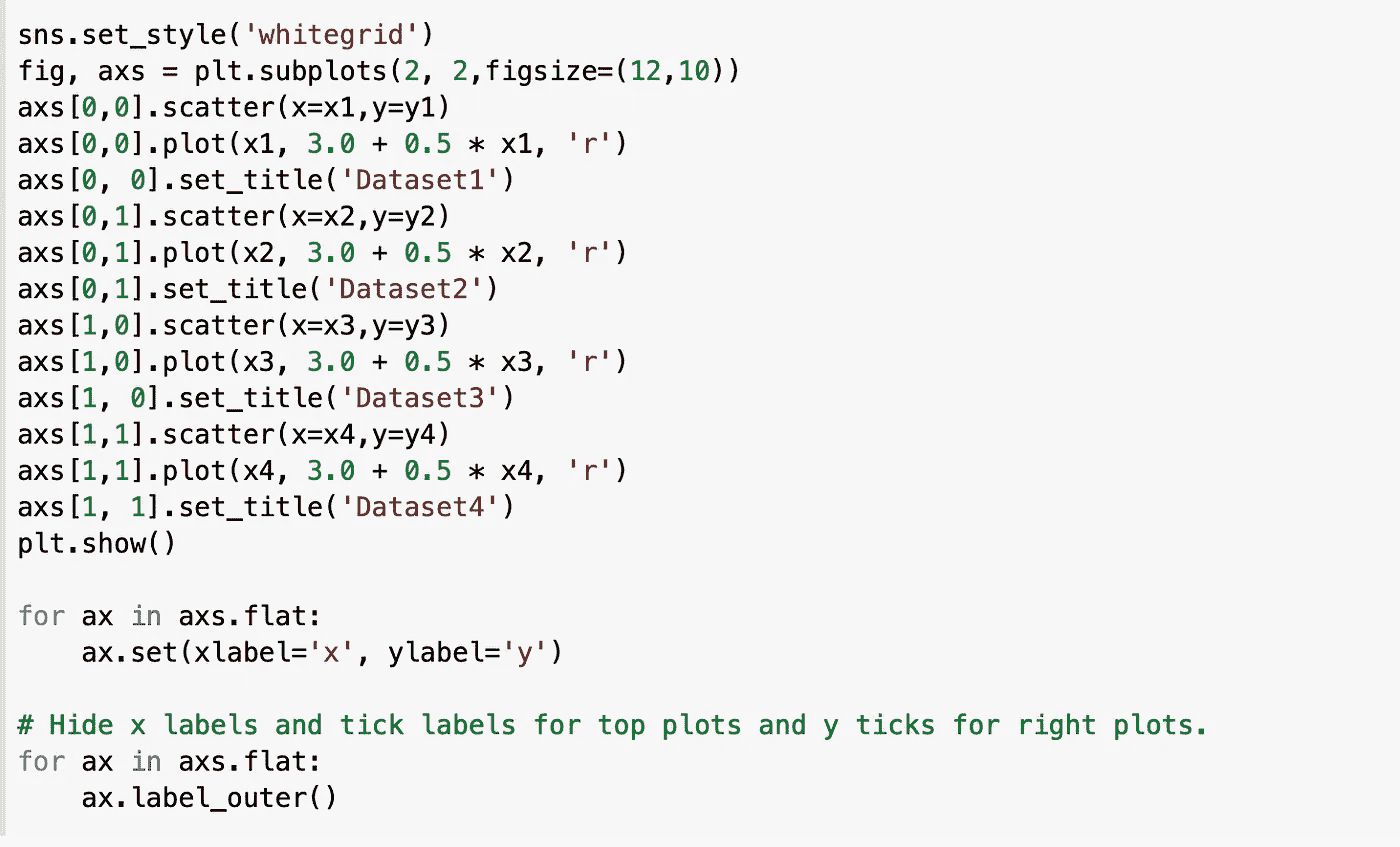 sns.set_style('whitegrid')
fig, axs = plt.subplots(2, 2,figsize=(12,10))
axs[0,0].scatter(x=x1,y=y1)
axs[0,0].plot(x1, 3.0 + 0.5 * x1, 'r')
axs[0, 0].set_title('Dataset1')
axs[0,1].scatter(x=x2,y=y2)
axs[0,1].plot(x2, 3.0 + 0.5 * x2, 'r')
axs[0,1].set_title('Dataset2')
axs[1,0].scatter(x=x3,y=y3)
axs[1,0].plot(x3, 3.0 + 0.5 * x3, 'r')
axs[1, 0].set_title('Dataset3')
axs[1,1].scatter(x=x4,y=y4)
axs[1,1].plot(x4, 3.0 + 0.5 * x4, 'r')
axs[1, 1].set_title('Dataset4')
plt.show()

for ax in axs.flat:
    ax.set(xlabel='x', ylabel='y')

# Hide x labels and tick labels for top plots and y ticks for right plots.
for ax in axs.flat:
    ax.label_outer()